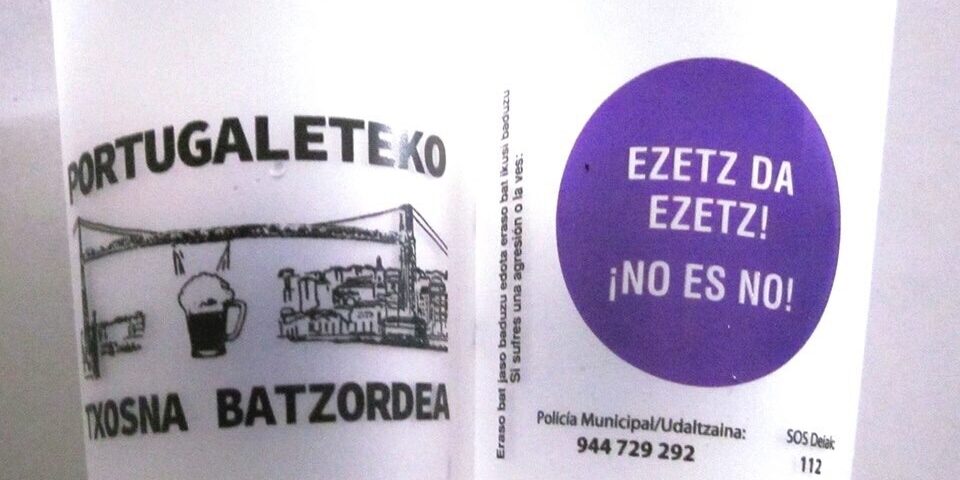 PORTUGALETEKO
TXOSNA BATZORDEA
Eraso bat jaso baduzu edota eraso bat ikusi baduzu
Si sufres una agresión o la ves:
EZETZ DA
EZETZ!
¡NO ES NO!
Policía Municipal/Udaltzaina:
944 729 292
SOS Deiak
112